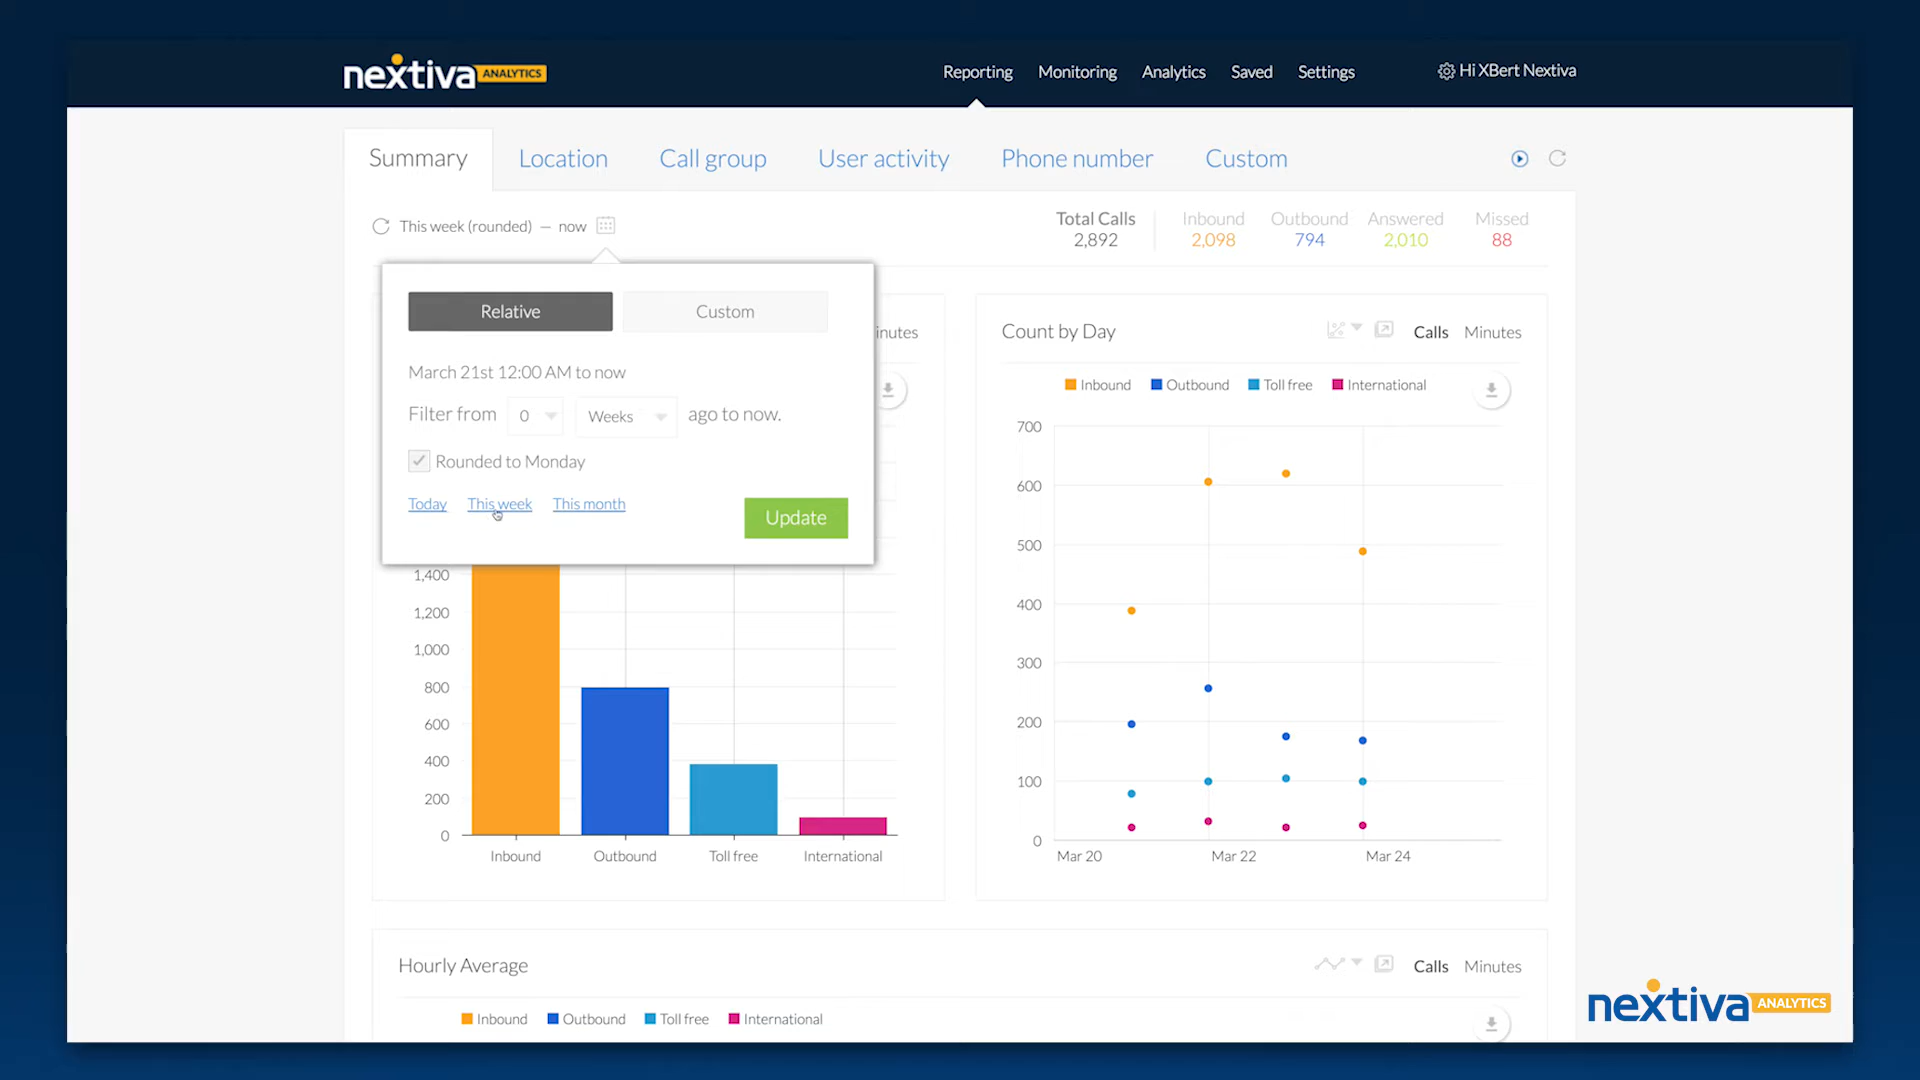 nextiva ANALYTICS
Reporting Monitoring Analytics Saved Settings
Hi XBert Nextiva
Summary Location Call group User activity Phone number Custom
This week (rounded) — now
Total Calls Inbound Outbound Answered Missed
2,892 2,098 794 2,010 88
Relative Custom
March 21st 12:00 AM to now
Filter from 0 Weeks ago to now.
Rounded to Monday
Today This week This month
Update
inutes
1,400
1,200
1,000
800
600
400
200
0
Inbound Outbound Toll free International
Count by Day
Calls Minutes
Inbound Outbound Toll free International
700
600
500
400
300
200
100
0
Mar 20 Mar 22 Mar 24
Hourly Average
Calls Minutes
Inbound Outbound Toll free International
nextiva ANALYTICS